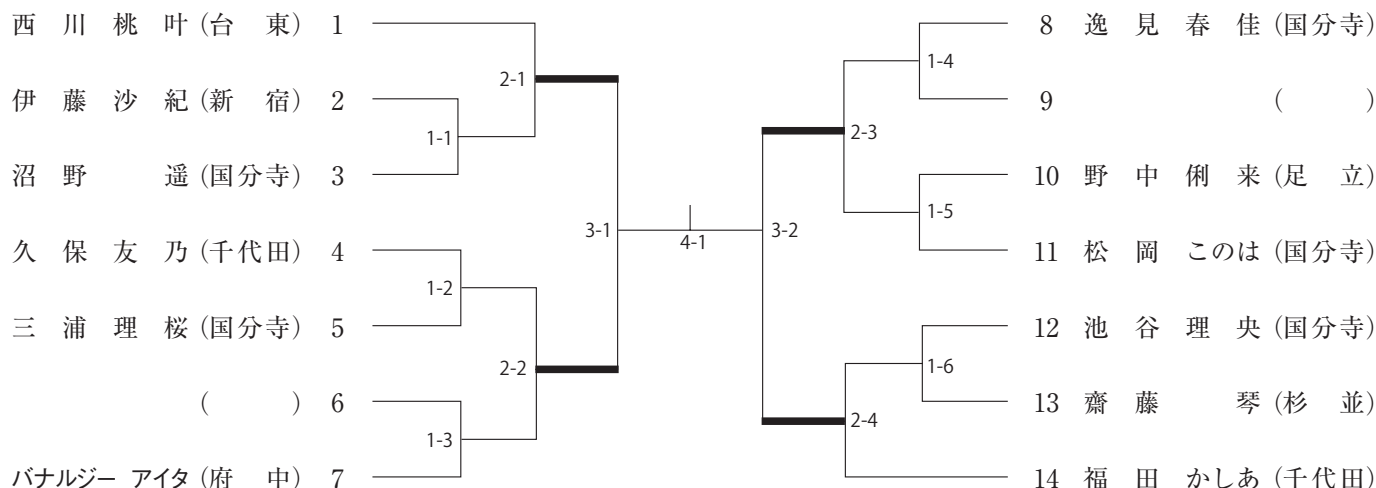 西川桃叶(台東) 1
伊藤沙紀(新宿) 2
沼野 遥(国分寺) 3
久保友乃(千代田) 4
三浦理桜(国分寺) 5
( ) 6
バナルジー アイタ(府中) 7
1-1
1-2
1-3
2-1
2-2
3-1
4-1
3-2
2-3
2-4
1-4
1-5
1-6
8 逸見春佳(国分寺)
9 ( )
10 野中俐来(足立)
11 松岡このは(国分寺)
12 池谷理央(国分寺)
13 齋藤 琴(杉並)
14 福田かしあ(千代田)